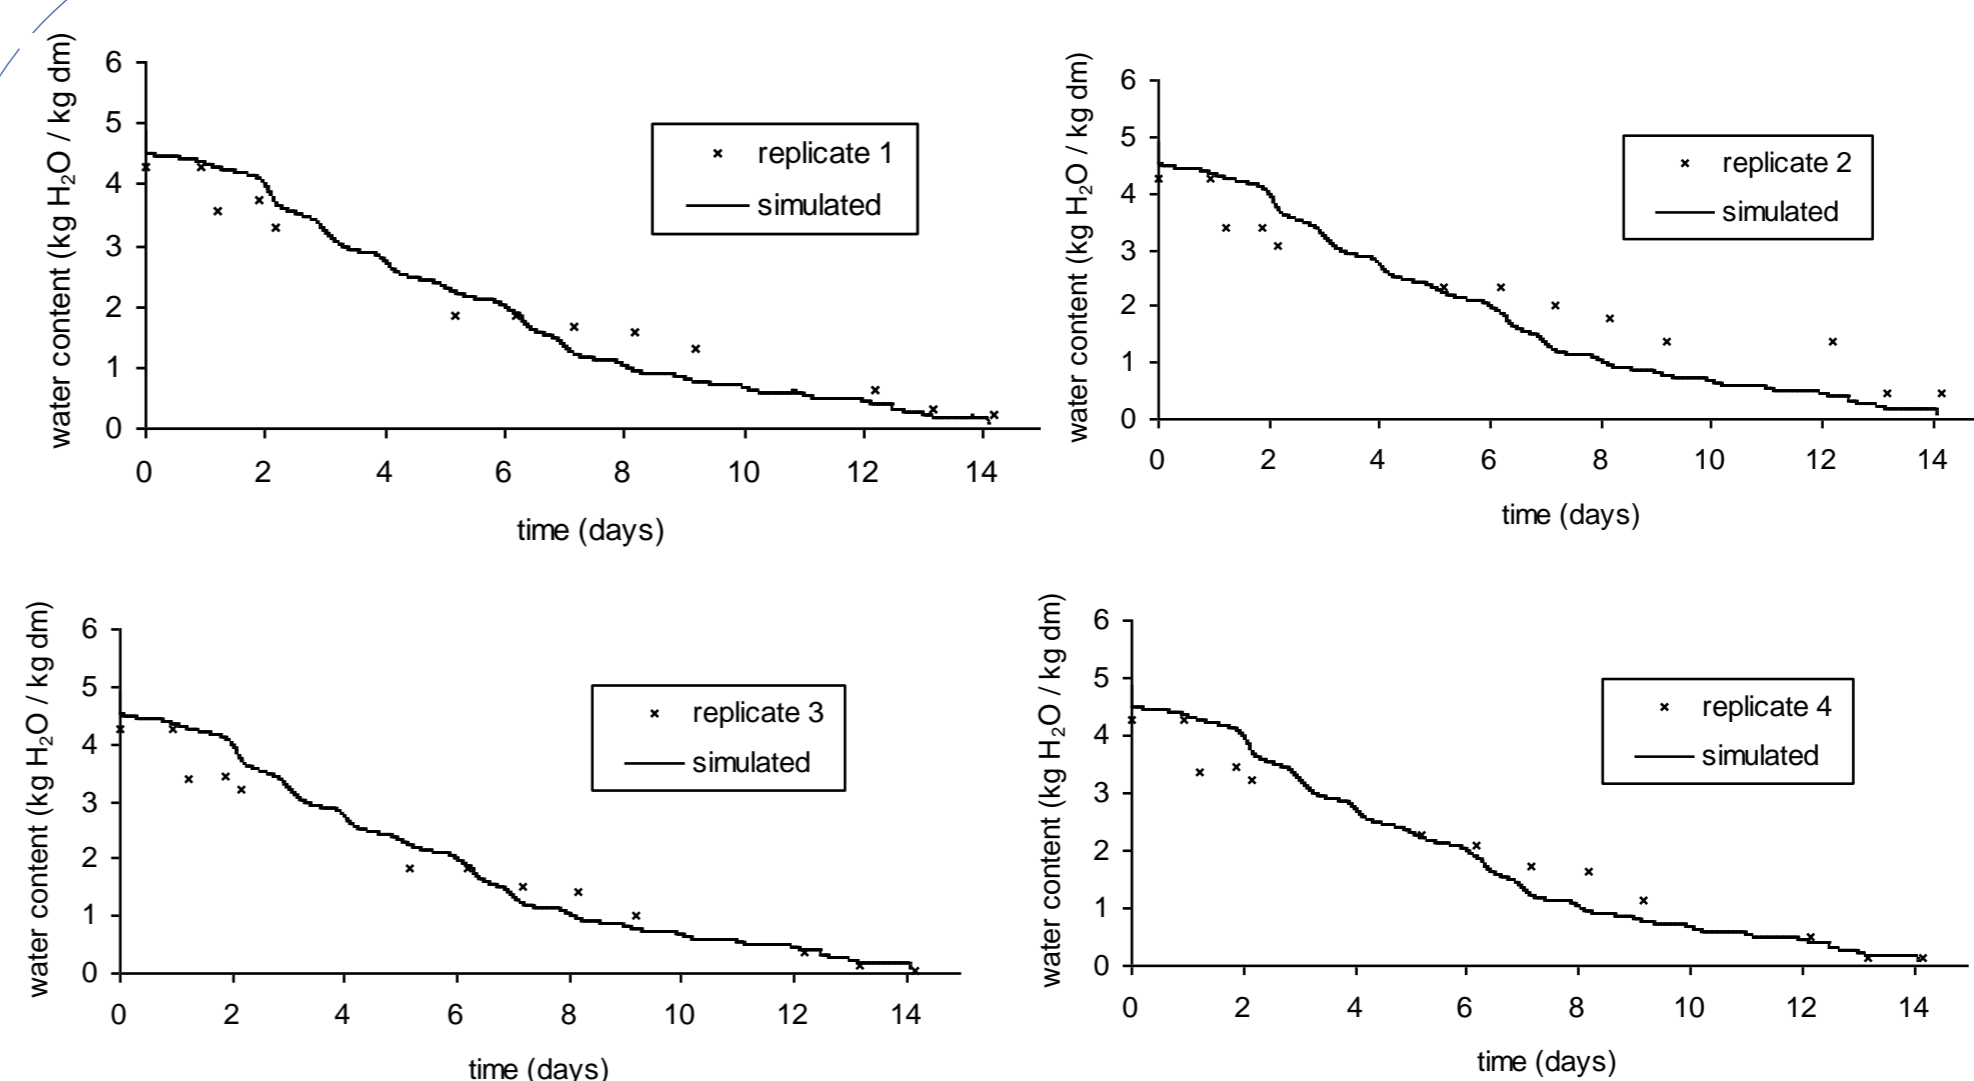 water content (kg H₂O / kg dm)
6
5
4
3
2
1
0
replicate 1
simulated
0 2 4 6 8 10 12 14
time (days)
water content (kg H₂O / kg dm)
6
5
4
3
2
1
0
replicate 2
simulated
0 2 4 6 8 10 12 14
time (days)
water content (kg H₂O / kg dm)
6
5
4
3
2
1
0
replicate 3
simulated
0 2 4 6 8 10 12 14
time (days)
water content (kg H₂O / kg dm)
6
5
4
3
2
1
0
replicate 4
simulated
0 2 4 6 8 10 12 14
time (days)